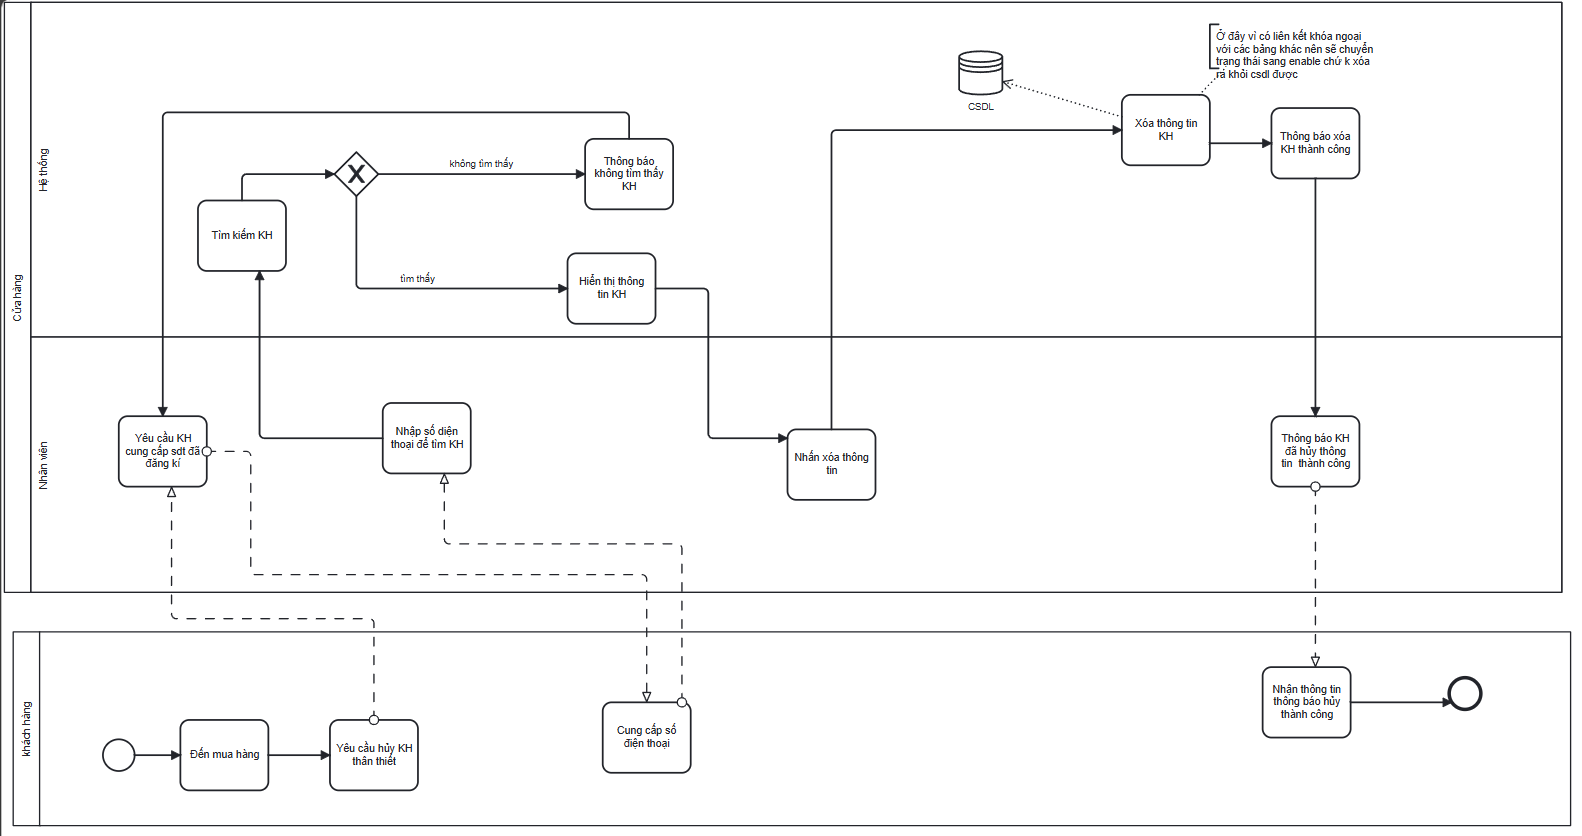 Cửa hàng
Hệ thống
Ở đây vì có liên kết khóa ngoại
với các bảng khác nên sẽ chuyển
trạng thái sang enable chứ k xóa
ra khỏi csdl được
CSDL
Xóa thông tin
KH
Thông báo xóa
KH thành công
Thông báo
không tìm thấy
KH
không tìm thấy
Tìm kiếm KH
tìm thấy
Hiển thị thông
tin KH
Nhân viên
Yêu cầu KH
cung cấp sdt đã
đăng kí
Nhập số diện
thoại để tìm KH
Nhấn xóa thông
tin
Thông báo KH
đã hủy thông
tin thành công
khách hàng
Đến mua hàng
Yêu cầu hủy KH
thân thiết
Cung cấp số
điện thoại
Nhận thông tin
thông báo hủy
thành công